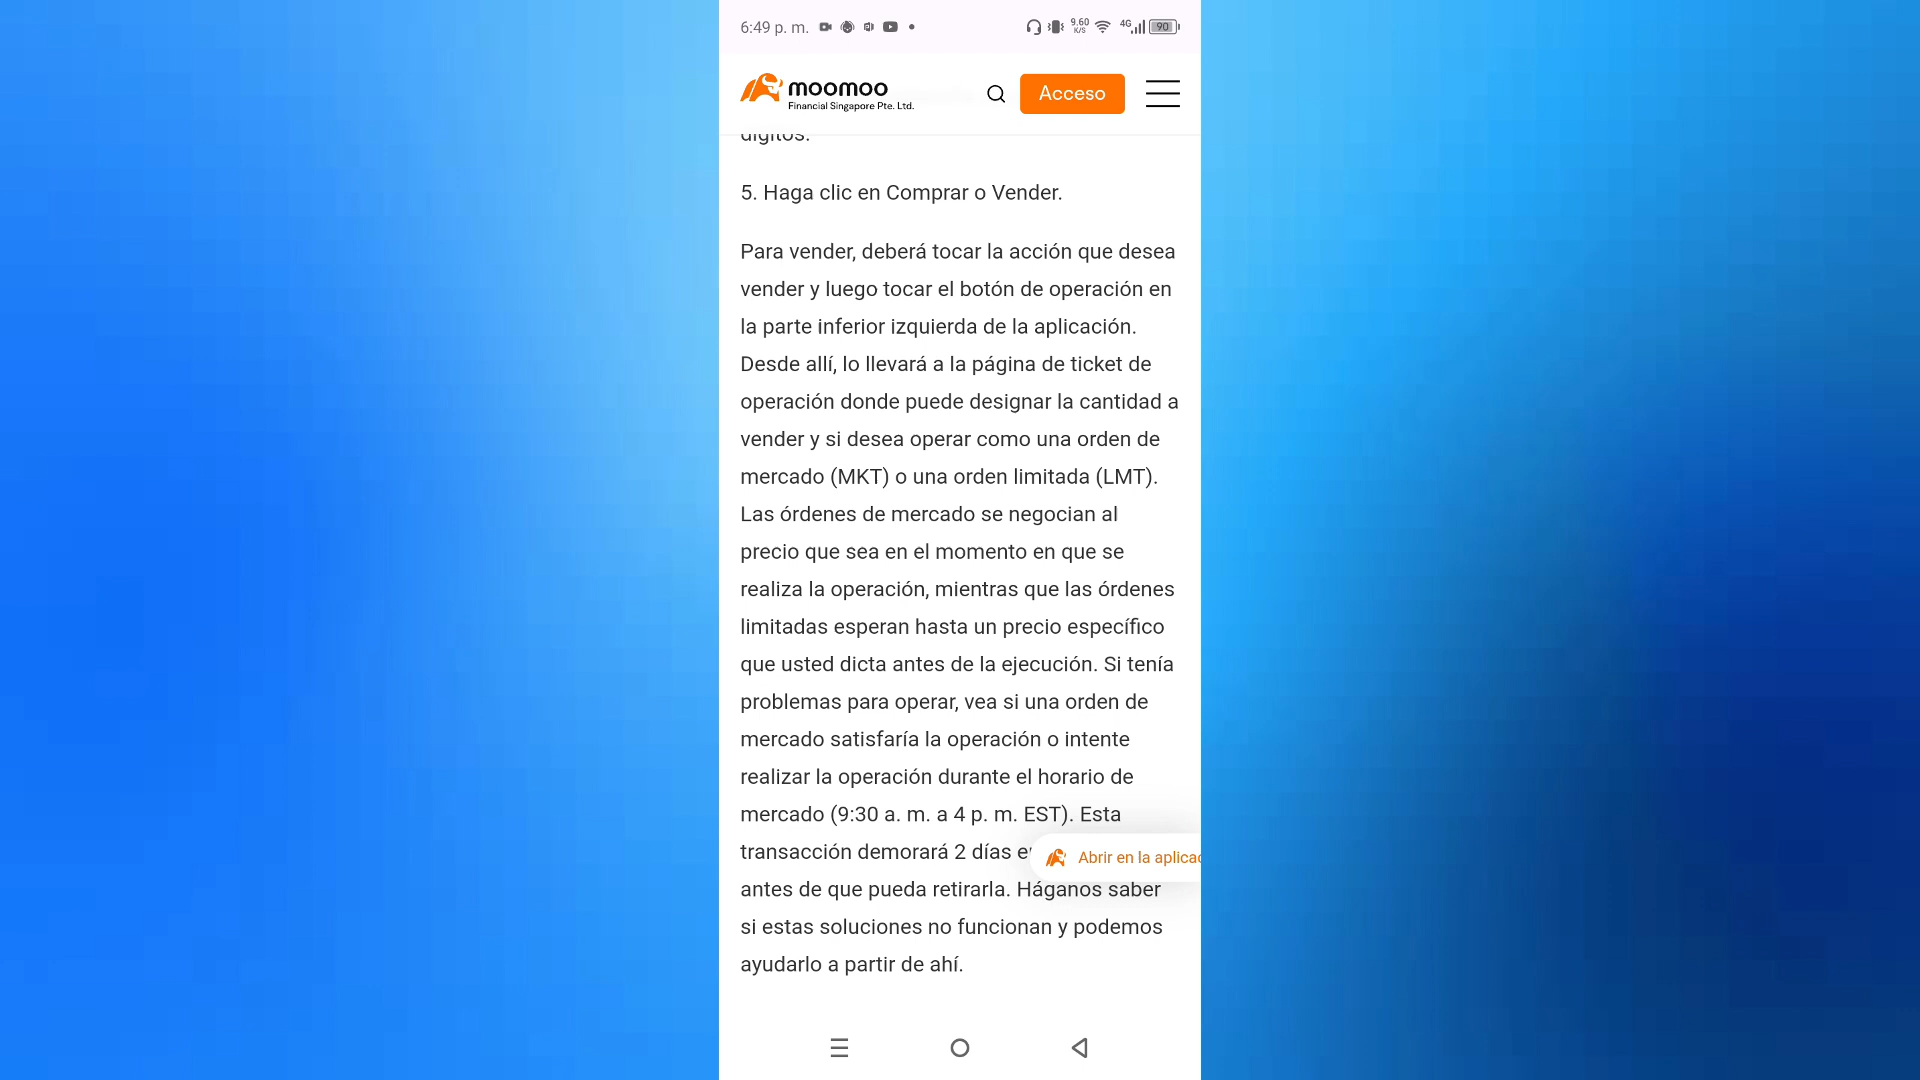 6:49 p. m.
9.60
K/S
4G
90
moomoo
Financial Singapore Pte. Ltd.
Acceso
dígitos.
5. Haga clic en Comprar o Vender.
Para vender, deberá tocar la acción que desea
vender y luego tocar el botón de operación en
la parte inferior izquierda de la aplicación.
Desde allí, lo llevará a la página de ticket de
operación donde puede designar la cantidad a
vender y si desea operar como una orden de
mercado (MKT) o una orden limitada (LMT).
Las órdenes de mercado se negocian al
precio que sea en el momento en que se
realiza la operación, mientras que las órdenes
limitadas esperan hasta un precio específico
que usted dicta antes de la ejecución. Si tenía
problemas para operar, vea si una orden de
mercado satisfaría la operación o intente
realizar la operación durante el horario de
mercado (9:30 a. m. a 4 p. m. EST). Esta
transacción demorará 2 días
Abrir en la
antes de que pueda retirarla. Háganos saber
si estas soluciones no funcionan y podemos
ayudarlo a partir de ahí.